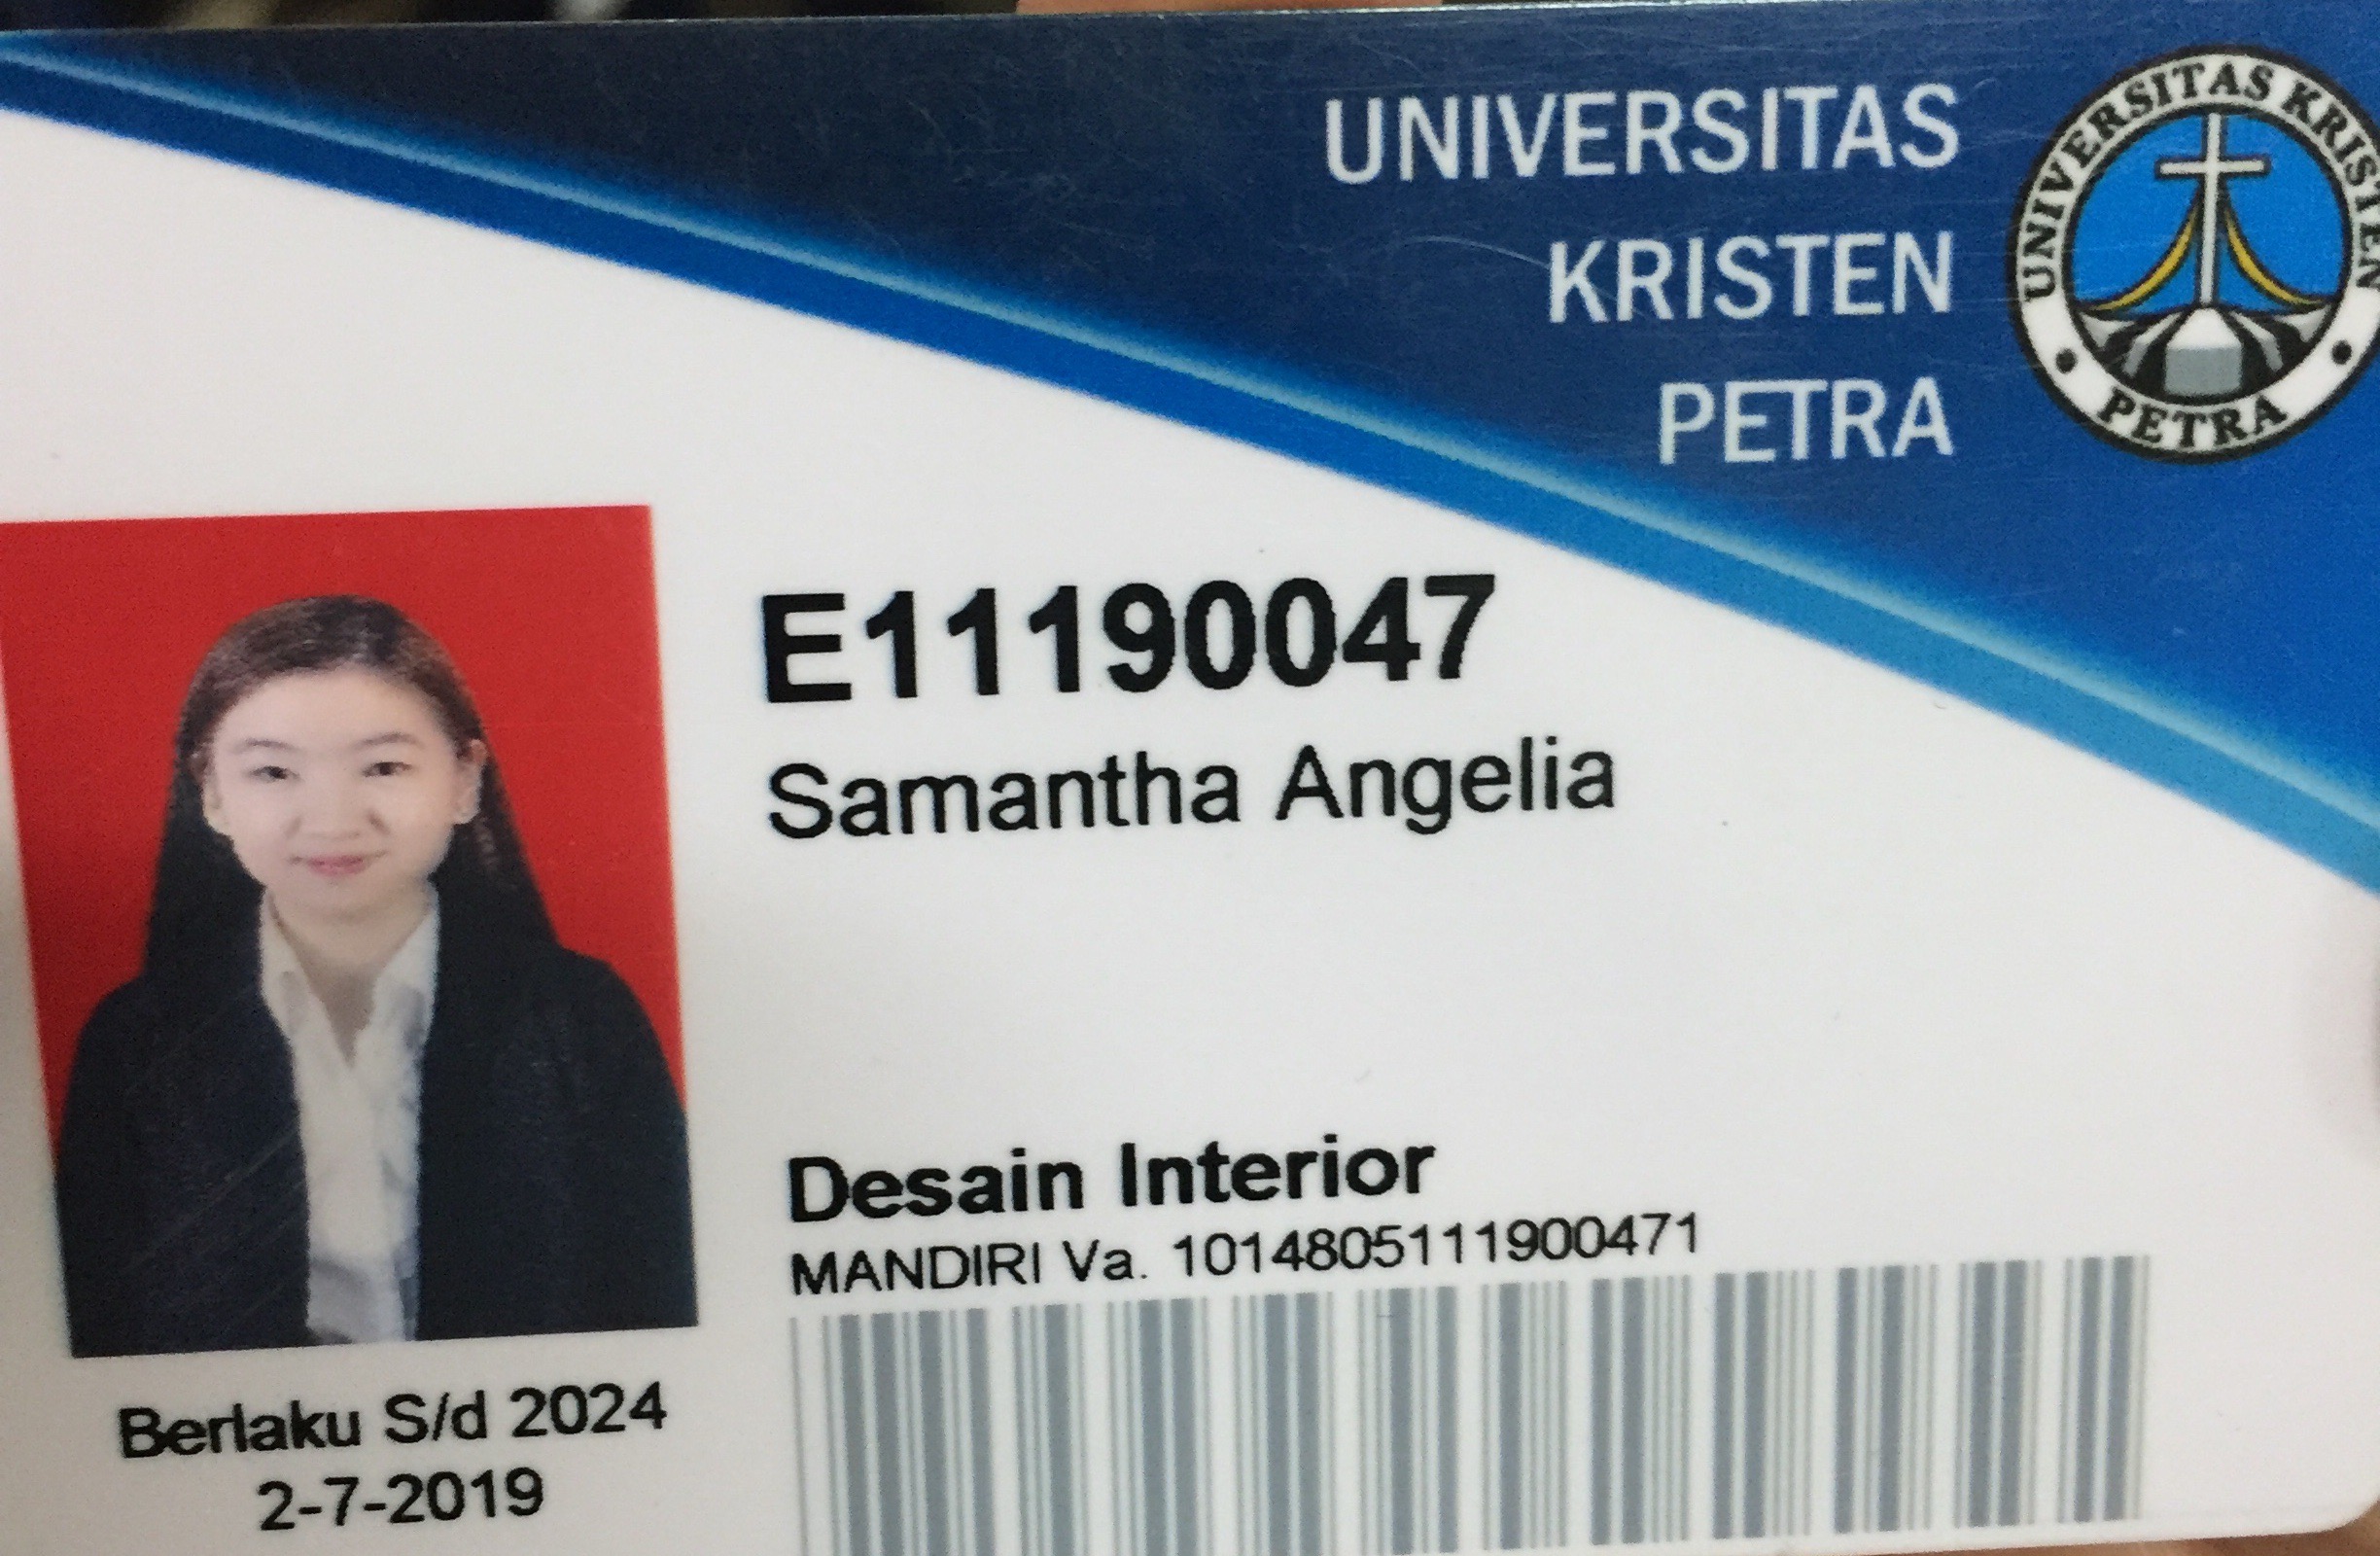 UNIVERSITAS
KRISTEN
PETRA
UNIVERSITAS KRISTEN
PETRA
E11190047
Samantha Angelia
Desain Interior
MANDIRI Va. 1014805111900471
Berlaku S/d 2024
2-7-2019